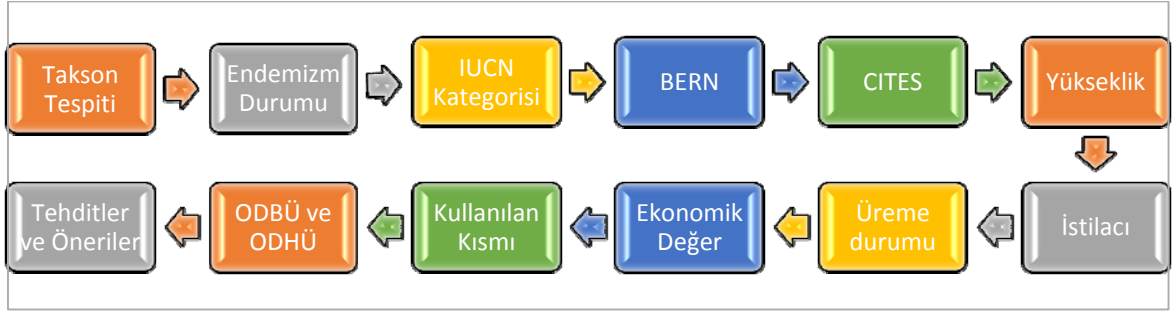 Takson
Tespiti
Endemizm
Durumu
IUCN
Kategorisi
BERN
CITES
Yükseklik
İstilacı
Üreme
durumu
Ekonomik
Değer
Kullanılan
Kısmı
ODBÜ ve
ODHÜ
Tehditler
ve Öneriler